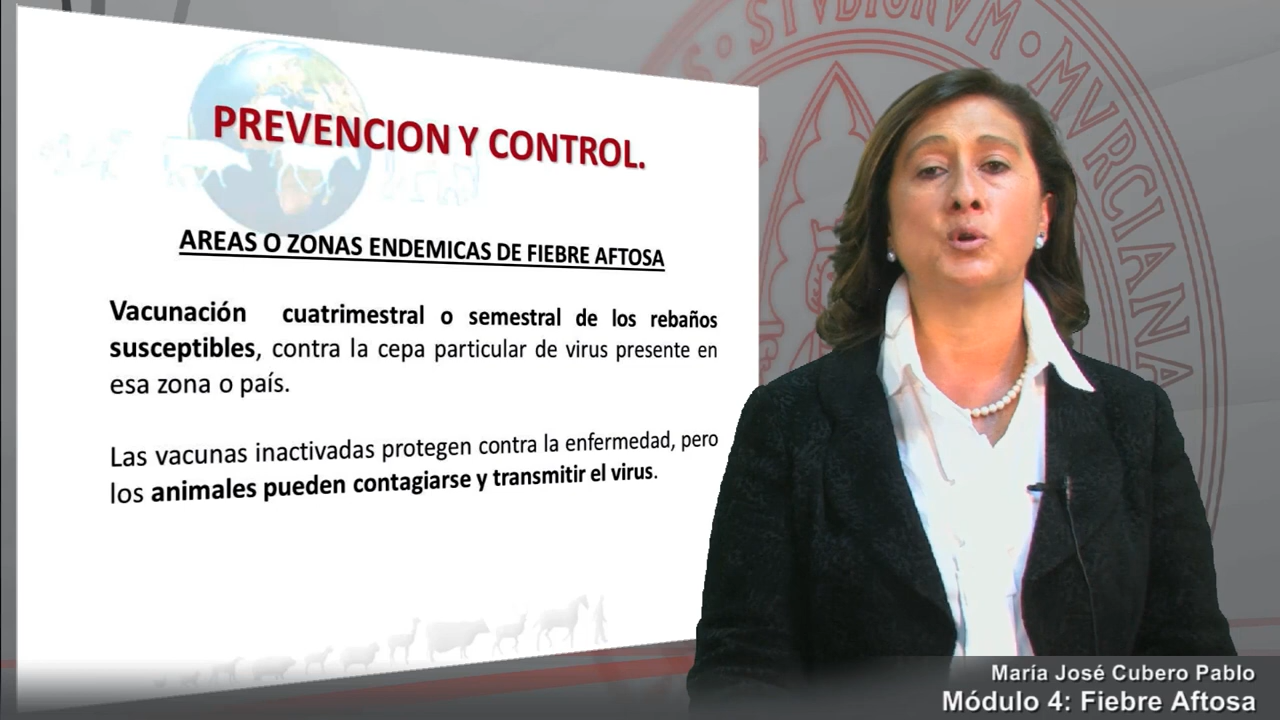 PREVENCION Y CONTROL.
AREAS O ZONAS ENDEMICAS DE FIEBRE AFTOSA
Vacunación cuatrimestral o semestral de los rebaños
susceptibles, contra la cepa particular de virus presente en
esa zona o país.
Las vacunas inactivadas protegen contra la enfermedad, pero
los animales pueden contagiarse y transmitir el virus.
STVDIORVM
MVRCIANA
María José Cubero Pablo
Módulo 4: Fiebre Aftosa